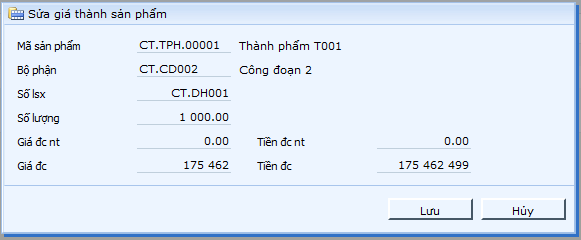 Sửa giá thành sản phẩm
Mã sản phẩm CT.TPH.00001 Thành phẩm T001
Bộ phận CT.CD002 Công đoạn 2
Số lsx CT.DH001
Số lượng 1 000.00
Giá đc nt 0.00 Tiền đc nt 0.00
Giá đc 175 462 Tiền đc 175 462 499
Lưu Hủy